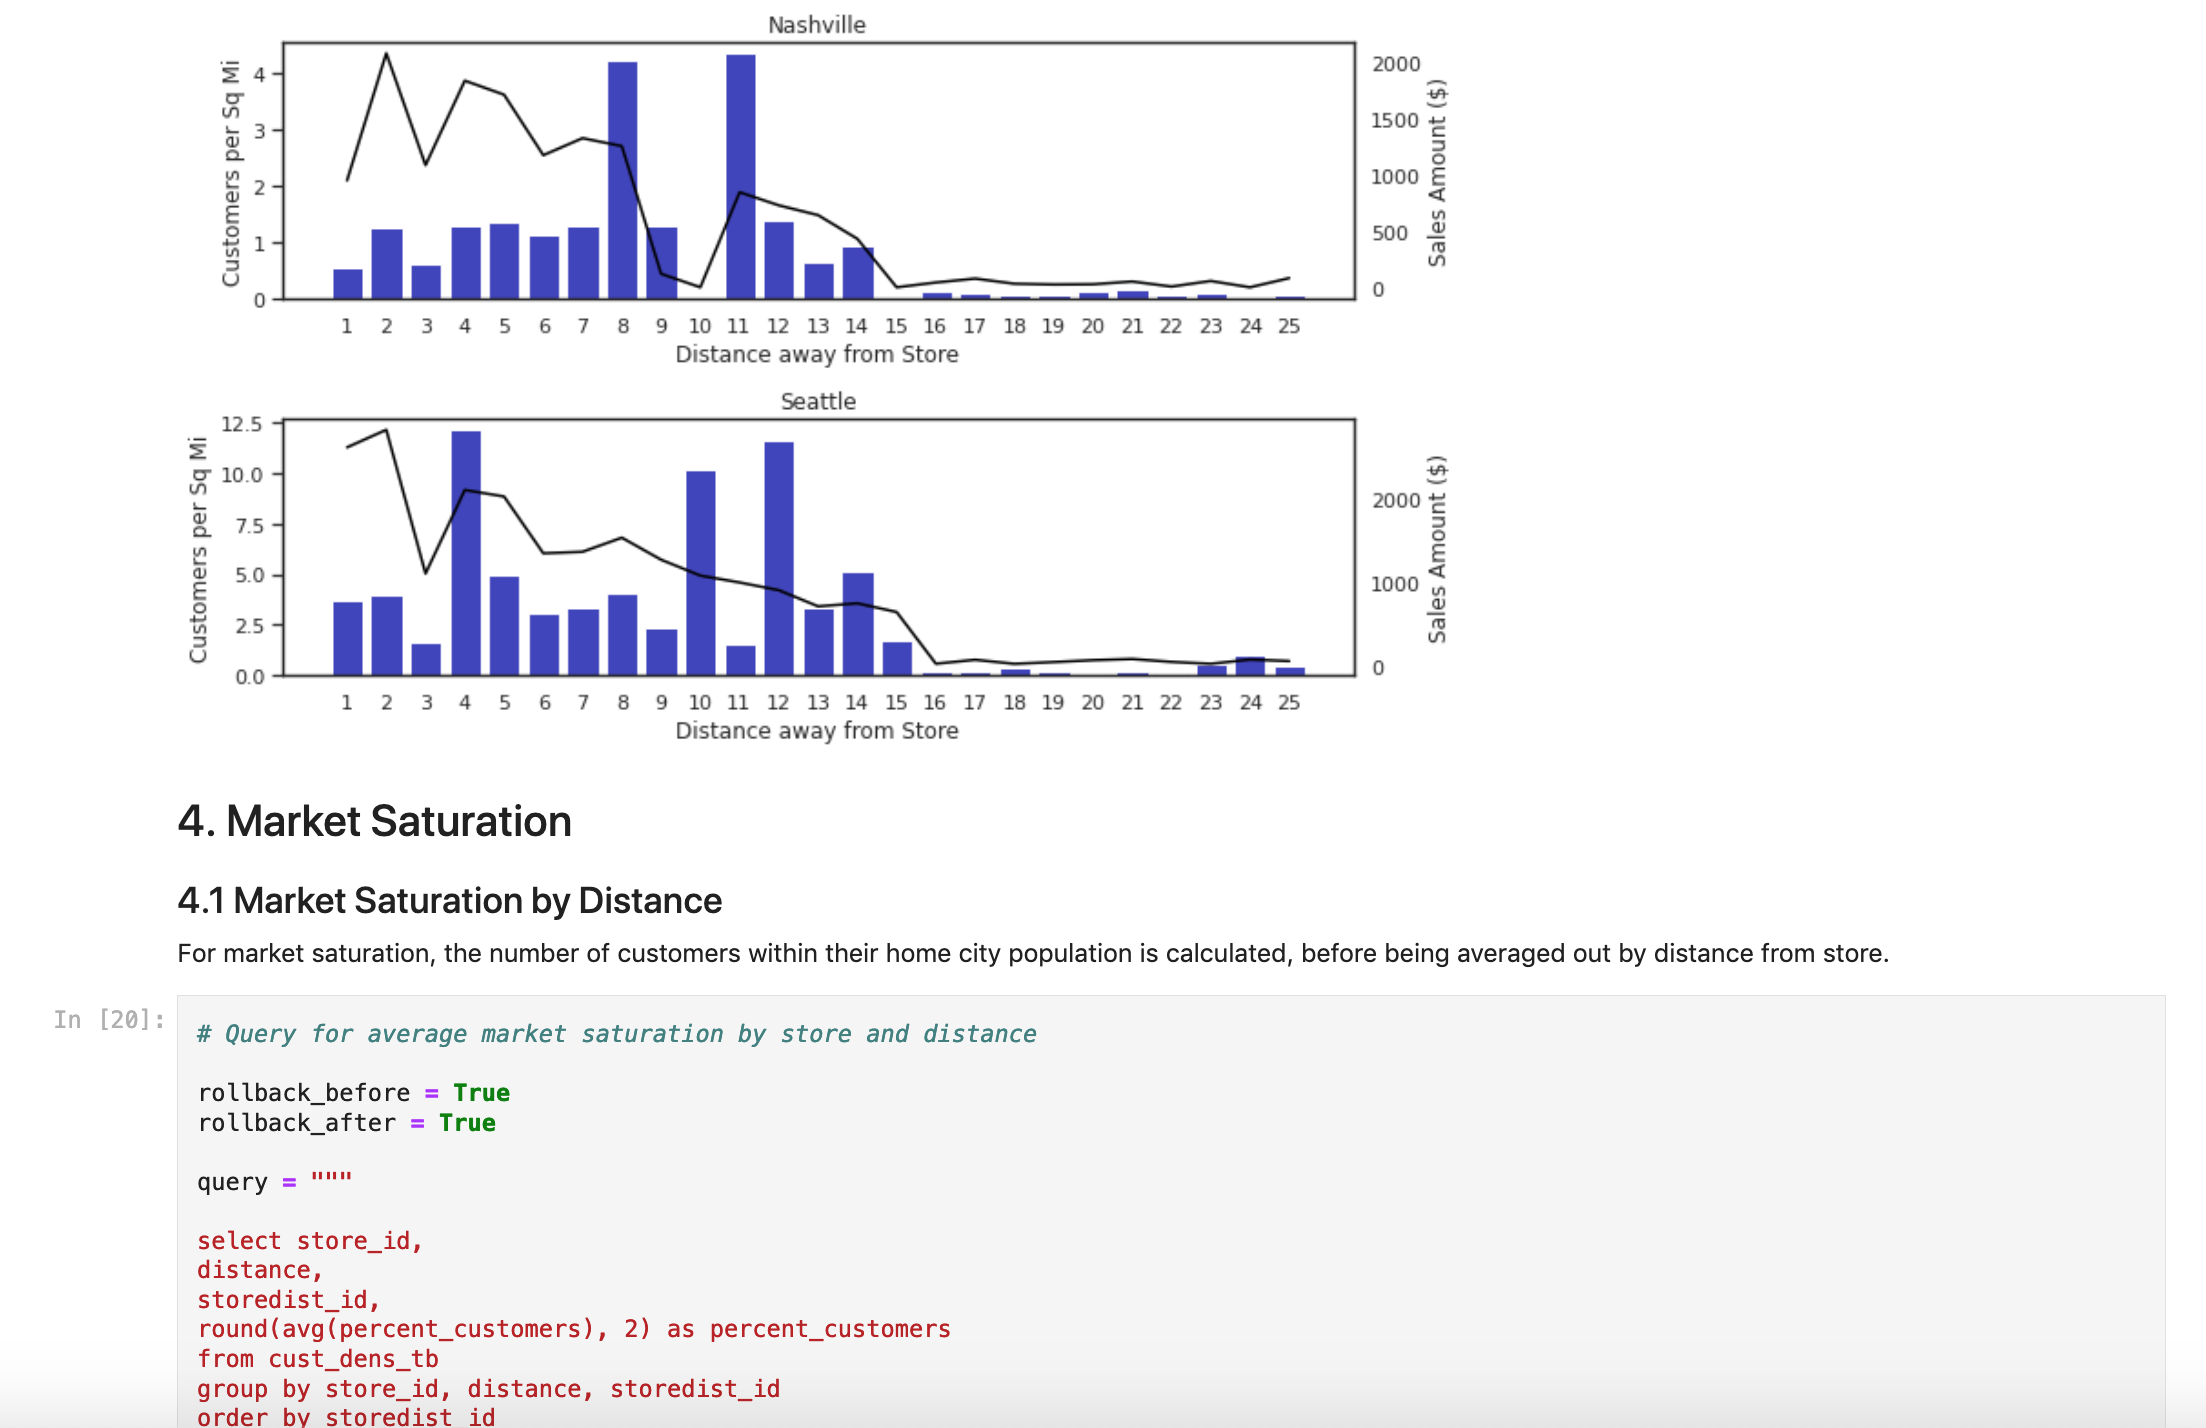 Nashville
Customers per Sq Mi
4
3
2
1
0
2000
1500
1000
500
0
Sales Amount ($)
1 2 3 4 5 6 7 8 9 10 11 12 13 14 15 16 17 18 19 20 21 22 23 24 25
Distance away from Store
Seattle
Customers per Sq Mi
12.5
10.0
7.5
5.0
2.5
0.0
2000
1000
0
Sales Amount ($)
1 2 3 4 5 6 7 8 9 10 11 12 13 14 15 16 17 18 19 20 21 22 23 24 25
Distance away from Store
4. Market Saturation
4.1 Market Saturation by Distance
For market saturation, the number of customers within their home city population is calculated, before being averaged out by distance from store.
In [20]:
# Query for average market saturation by store and distance
rollback_before = True
rollback_after = True
query = """
select store_id,
distance,
storedist_id,
round(avg(percent_customers), 2) as percent_customers
from cust_dens_tb
group by store_id, distance, storedist_id
order by storedist_id